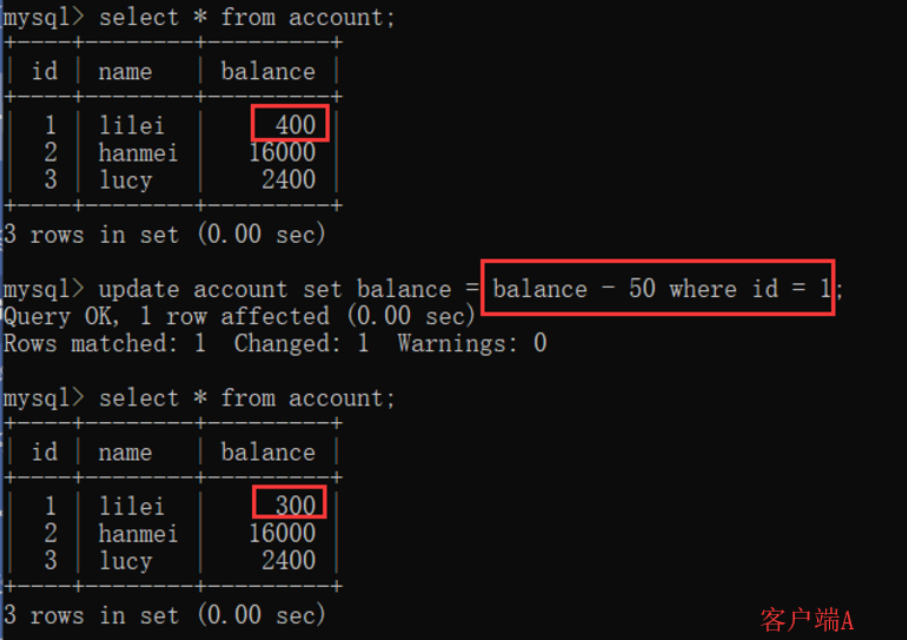 mysql> select * from account;
+----+--------+---------+
| id | name   | balance |
+----+--------+---------+
|  1 | lilei  |     400 |
|  2 | hanmei |   16000 |
|  3 | lucy   |    2400 |
+----+--------+---------+
3 rows in set (0.00 sec)
mysql> update account set balance = balance - 50 where id = 1;
Query OK, 1 row affected (0.00 sec)
Rows matched: 1  Changed: 1  Warnings: 0
mysql> select * from account;
+----+--------+---------+
| id | name   | balance |
+----+--------+---------+
|  1 | lilei  |     300 |
|  2 | hanmei |   16000 |
|  3 | lucy   |    2400 |
+----+--------+---------+
3 rows in set (0.00 sec)
客户端A